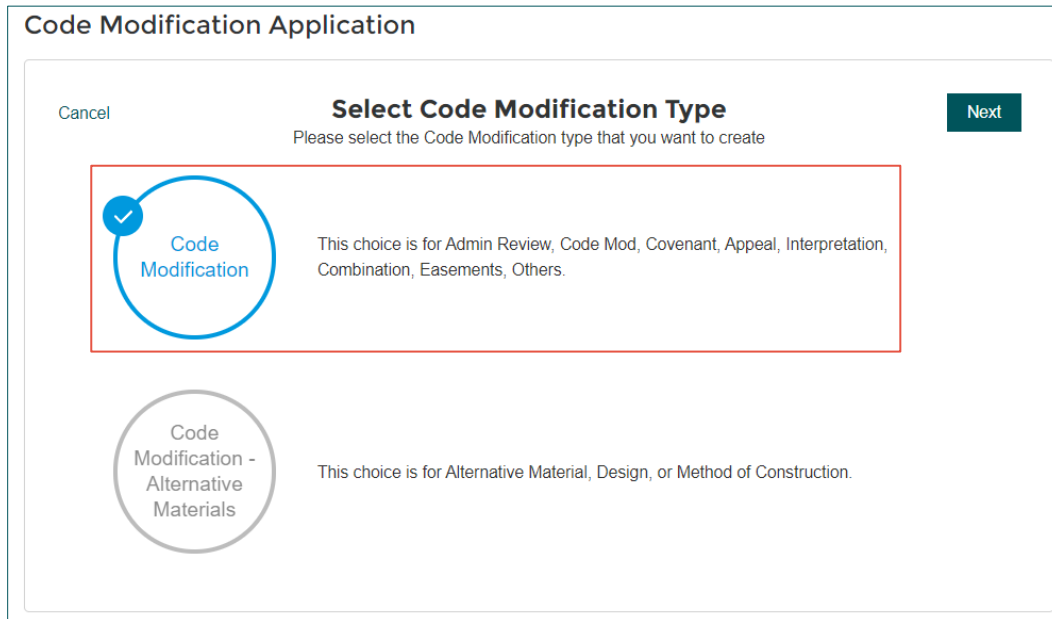 Code Modification Application
Cancel
Select Code Modification Type
Next
Please select the Code Modification type that you want to create
Code
Modification
This choice is for Admin Review, Code Mod, Covenant, Appeal, Interpretation,
Combination, Easements, Others.
Code
Modification -
Alternative
Materials
This choice is for Alternative Material, Design, or Method of Construction.